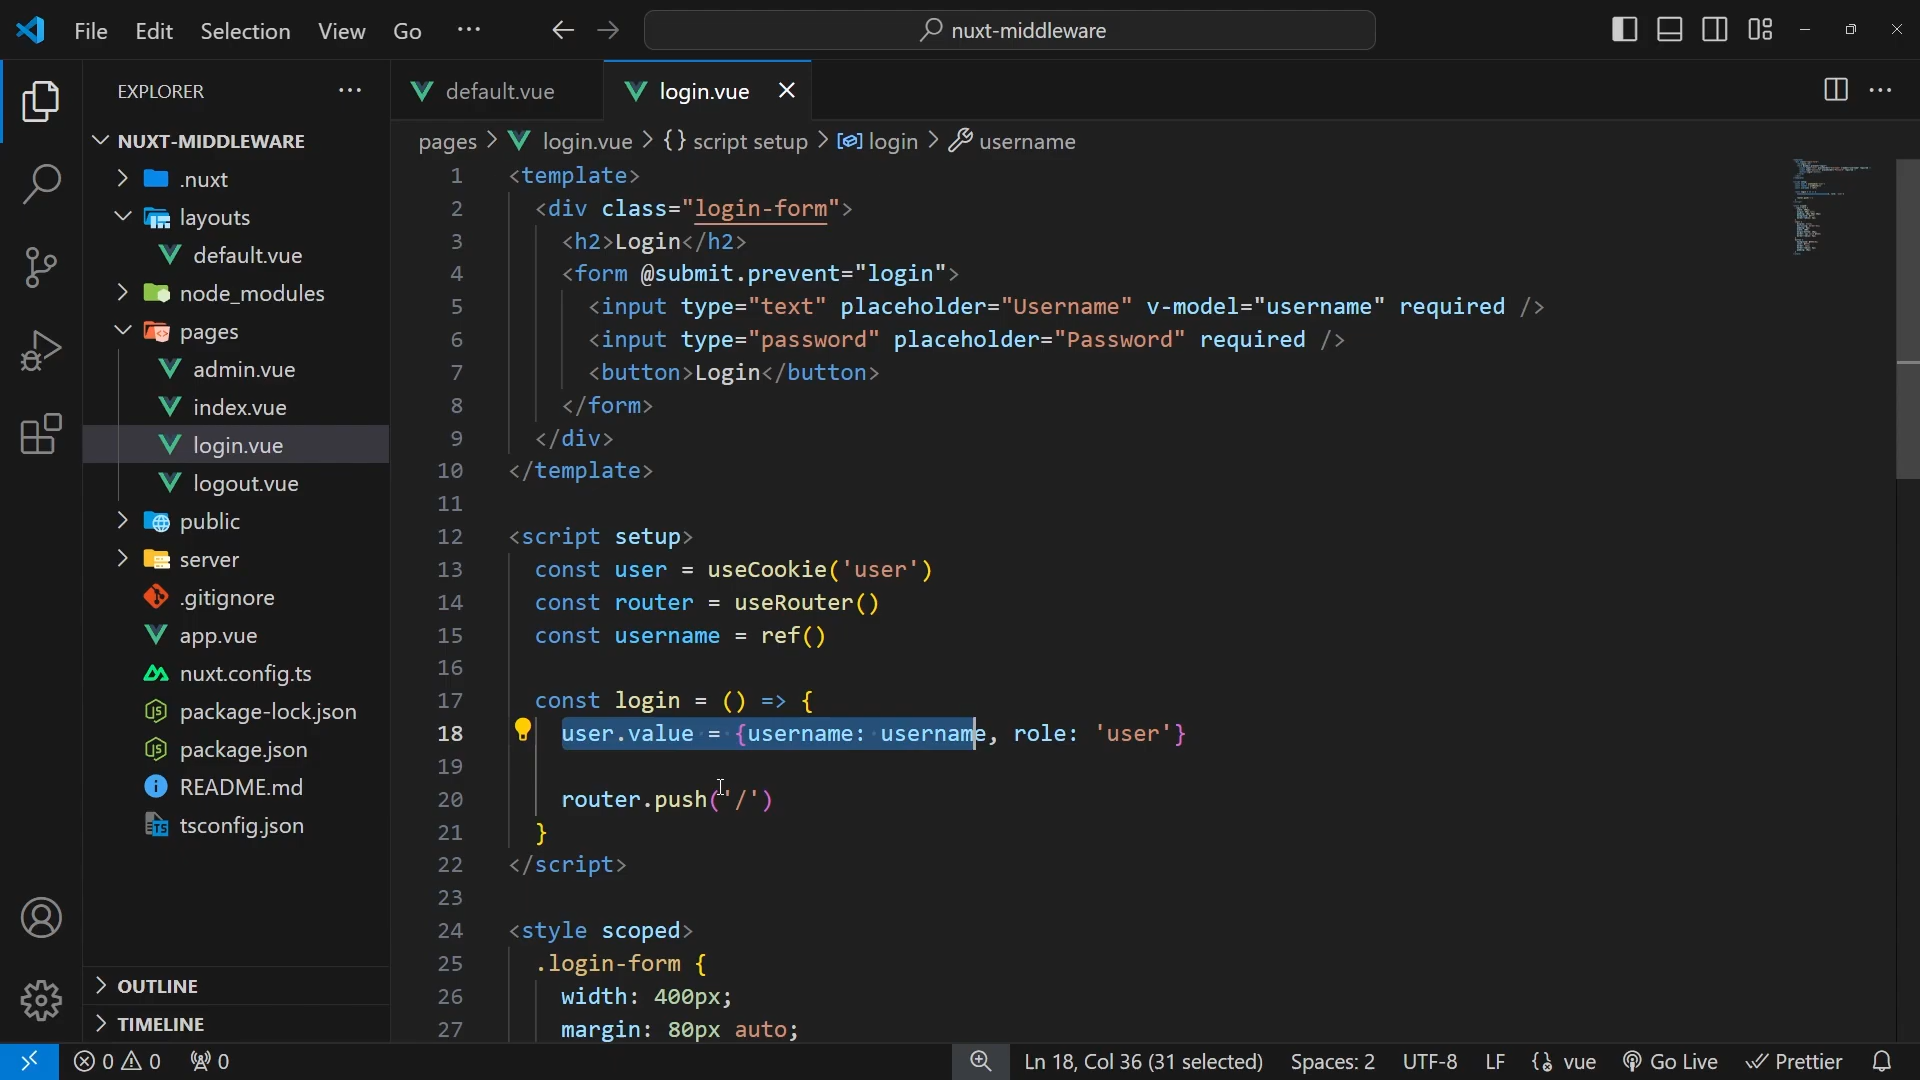 File Edit Selection View Go ··· nuxt-middleware
EXPLORER ···
NUXT-MIDDLEWARE
.nuxt
layouts
default.vue
node_modules
pages
admin.vue
index.vue
login.vue
logout.vue
public
server
.gitignore
app.vue
nuxt.config.ts
package-lock.json
package.json
README.md
tsconfig.json
OUTLINE
TIMELINE
default.vue login.vue
pages > login.vue > {} script setup > login > username
1 <template>
2 <div class="login-form">
3 <h2>Login</h2>
4 <form @submit.prevent="login">
5 <input type="text" placeholder="Username" v-model="username" required />
6 <input type="password" placeholder="Password" required />
7 <button>Login</button>
8 </form>
9 </div>
10 </template>
11
12 <script setup>
13 const user = useCookie('user')
14 const router = useRouter()
15 const username = ref()
16
17 const login = () => {
18 user.value = {username: username, role: 'user'}
19
20 router.push('/')
21 }
22 </script>
23
24 <style scoped>
25 .login-form {
26 width: 400px;
27 margin: 80px auto;
0 0 0 Ln 18, Col 36 (31 selected) Spaces: 2 UTF-8 LF vue Go Live Prettier